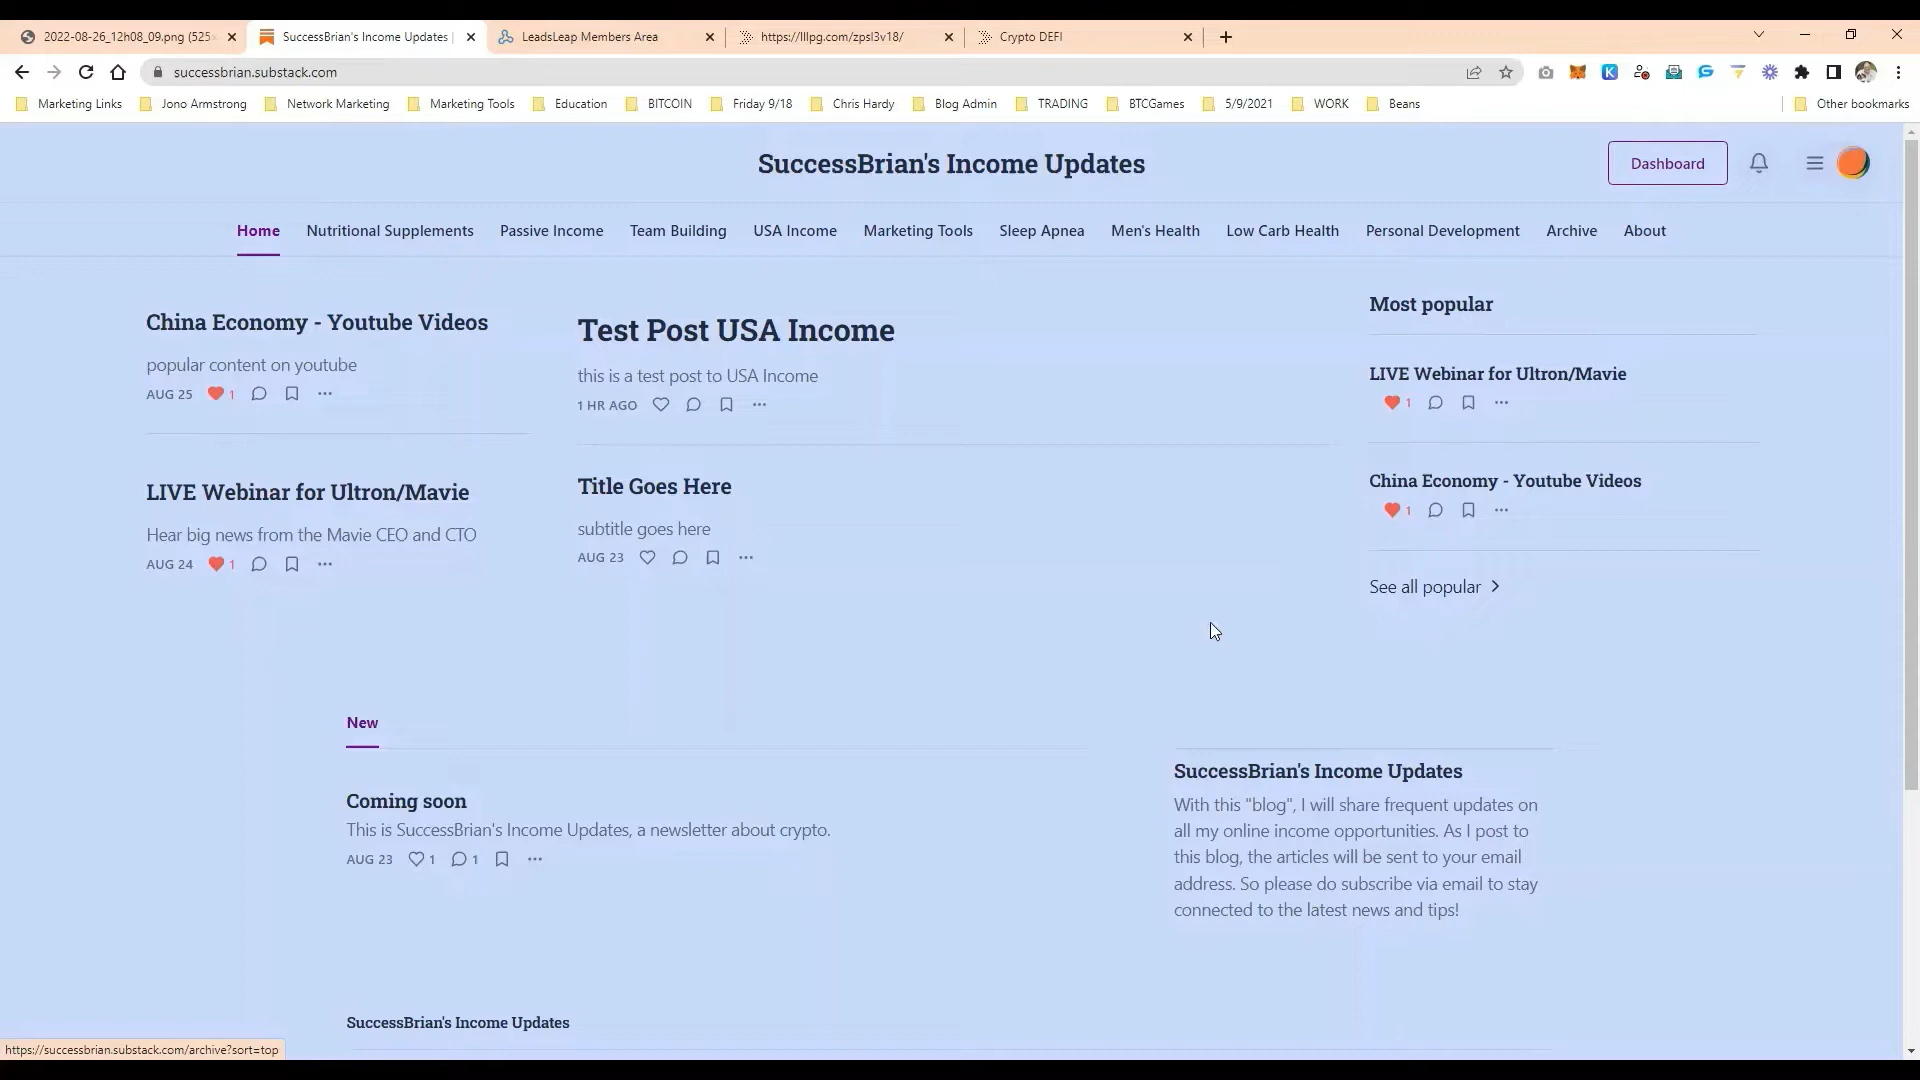 2022-08-26_12h08_09.png (525
SuccessBrian's Income Updates |
LeadsLeap Members Area
https://lllpg.com/zpsl3v18/
Crypto DEFI
successbrian.substack.com
Marketing Links
Jono Armstrong
Network Marketing
Marketing Tools
Education
BITCOIN
Friday 9/18
Chris Hardy
Blog Admin
TRADING
BTCGames
5/9/2021
WORK
Beans
Other bookmarks
SuccessBrian's Income Updates
Dashboard
Home
Nutritional Supplements
Passive Income
Team Building
USA Income
Marketing Tools
Sleep Apnea
Men's Health
Low Carb Health
Personal Development
Archive
About
China Economy - Youtube Videos
popular content on youtube
AUG 25
1
LIVE Webinar for Ultron/Mavie
Hear big news from the Mavie CEO and CTO
AUG 24
1
Test Post USA Income
this is a test post to USA Income
1 HR AGO
Title Goes Here
subtitle goes here
AUG 23
Most popular
LIVE Webinar for Ultron/Mavie
1
China Economy - Youtube Videos
1
See all popular
New
Coming soon
This is SuccessBrian's Income Updates, a newsletter about crypto.
AUG 23
1
1
SuccessBrian's Income Updates
With this "blog", I will share frequent updates on
all my online income opportunities. As I post to
this blog, the articles will be sent to your email
address. So please do subscribe via email to stay
connected to the latest news and tips!
SuccessBrian's Income Updates
https://successbrian.substack.com/archive?sort=top